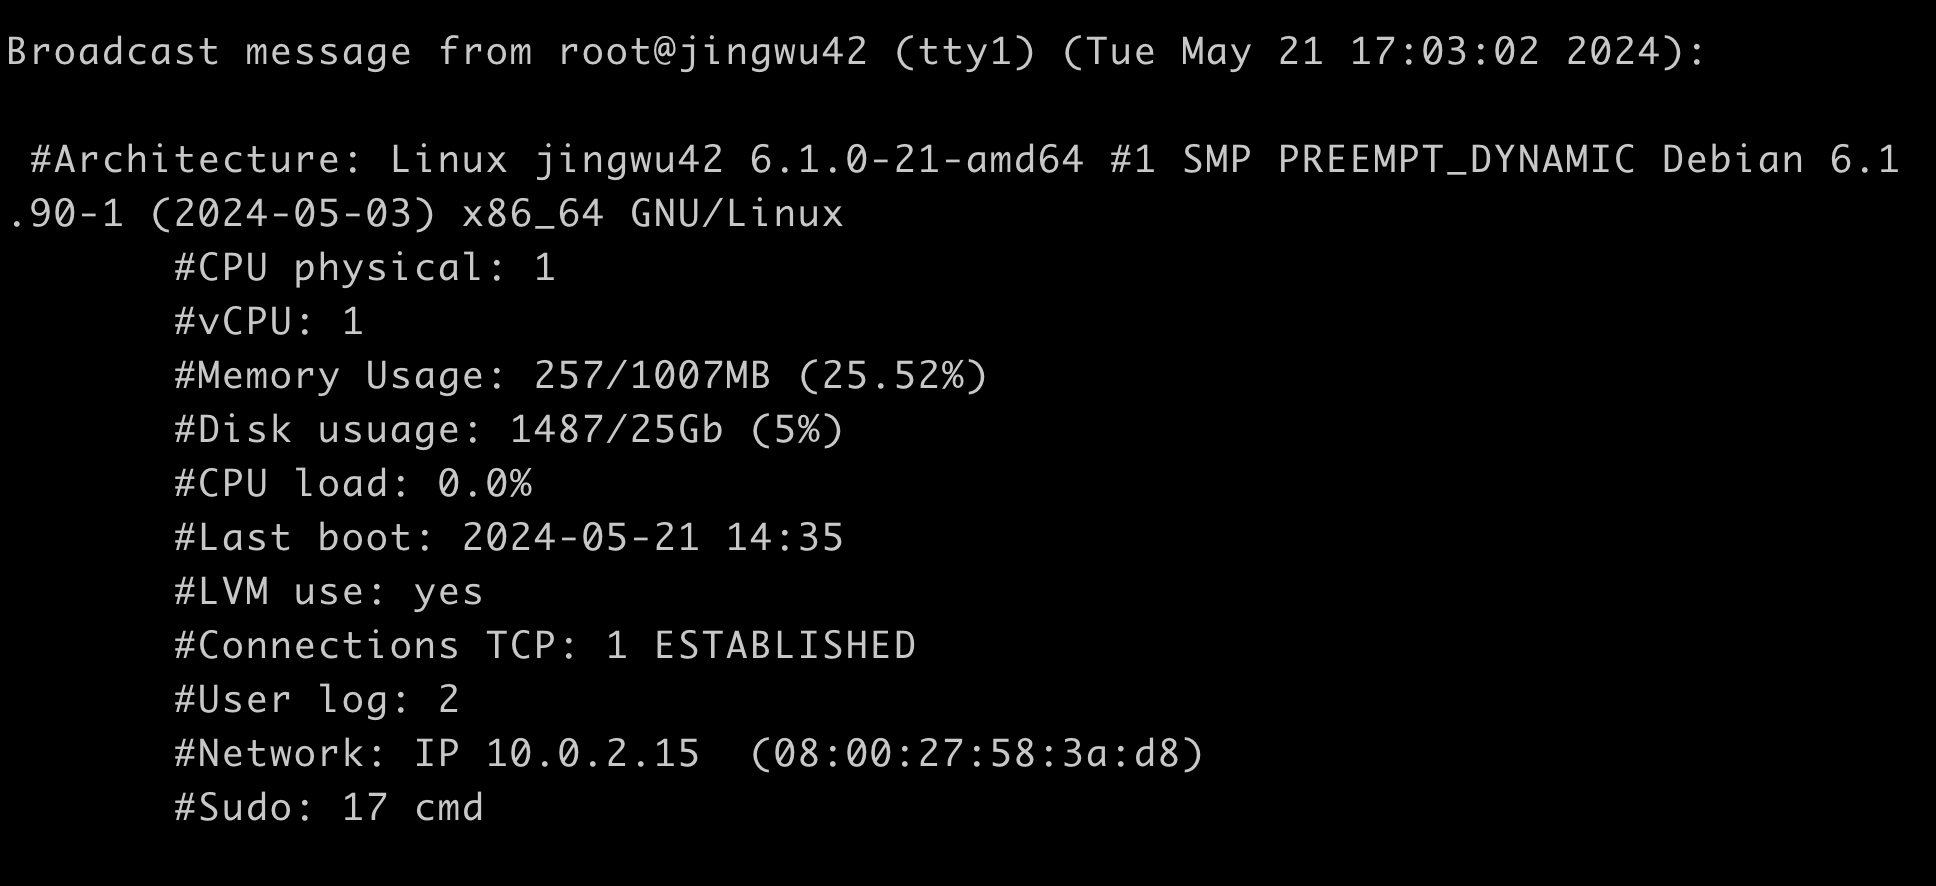 Broadcast message from root@jingwu42 (tty1) (Tue May 21 17:03:02 2024):
#Architecture: Linux jingwu42 6.1.0-21-amd64 #1 SMP PREEMPT_DYNAMIC Debian 6.1
.90-1 (2024-05-03) x86_64 GNU/Linux
#CPU physical: 1
#vCPU: 1
#Memory Usage: 257/1007MB (25.52%)
#Disk usuage: 1487/25Gb (5%)
#CPU load: 0.0%
#Last boot: 2024-05-21 14:35
#LVM use: yes
#Connections TCP: 1 ESTABLISHED
#User log: 2
#Network: IP 10.0.2.15  (08:00:27:58:3a:d8)
#Sudo: 17 cmd